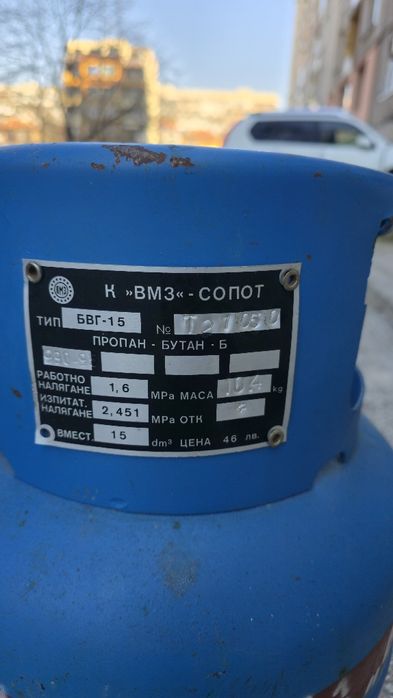 ВМЗ
К »ВМЗ« - СОПОТ
ТИП БВГ-15 №
ПРОПАН - БУТАН - Б
РАБОТНО НАЛЯГАНЕ 1,6 MPa МАСА 10,4 kg
ИЗПИТАТ. НАЛЯГАНЕ 2,451 MPa ОТК
ВМЕСТ. 15 dm³ ЦЕНА 46 лв.